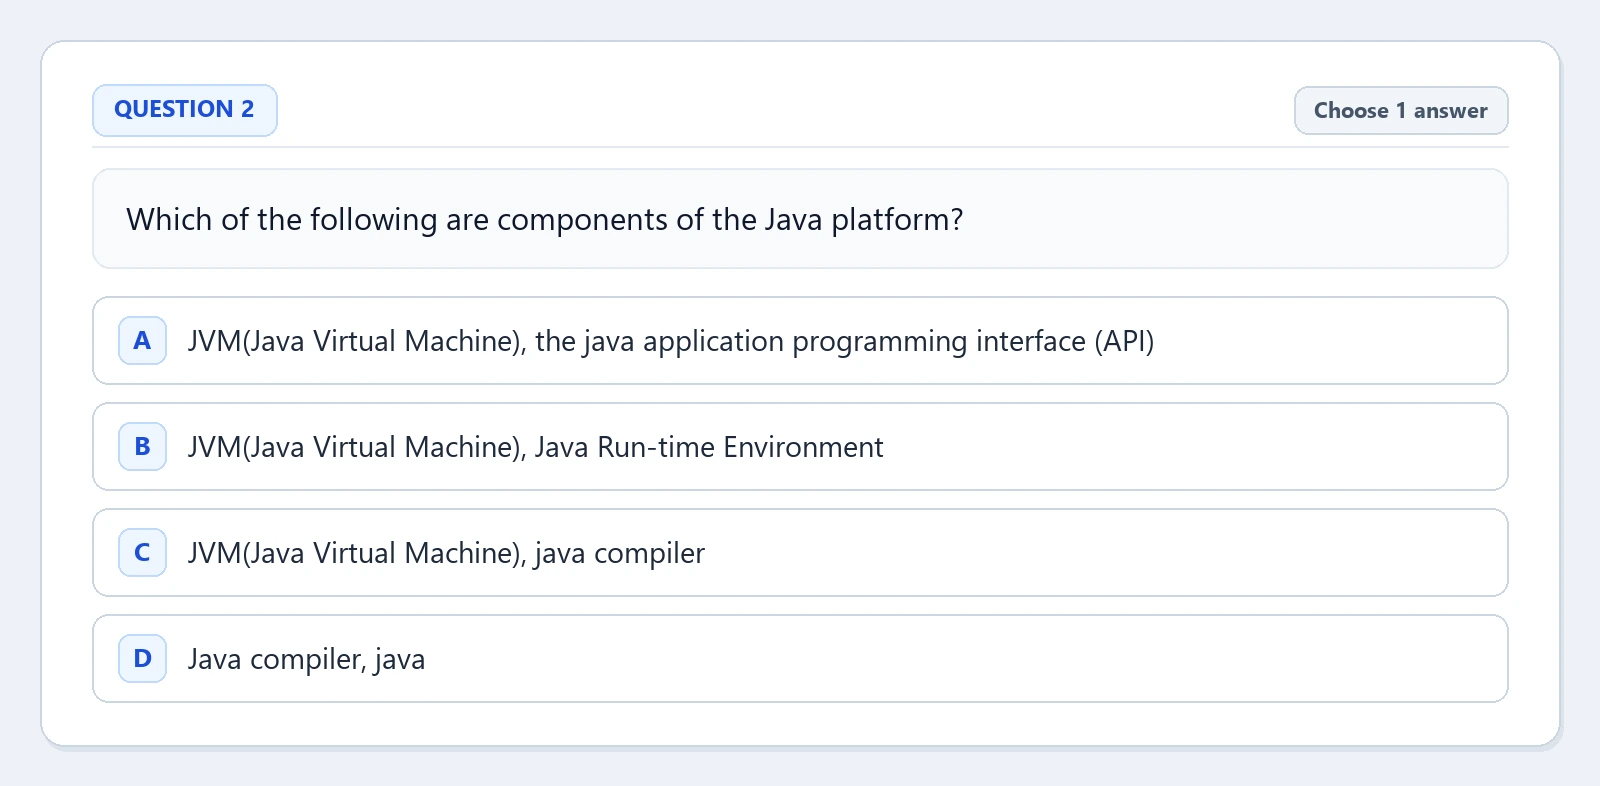 QUESTION 2
Choose 1 answer
Which of the following are components of the Java platform?
A
JVM(Java Virtual Machine), the java application programming interface (API)
B
JVM(Java Virtual Machine), Java Run-time Environment
C
JVM(Java Virtual Machine), java compiler
D
Java compiler, java